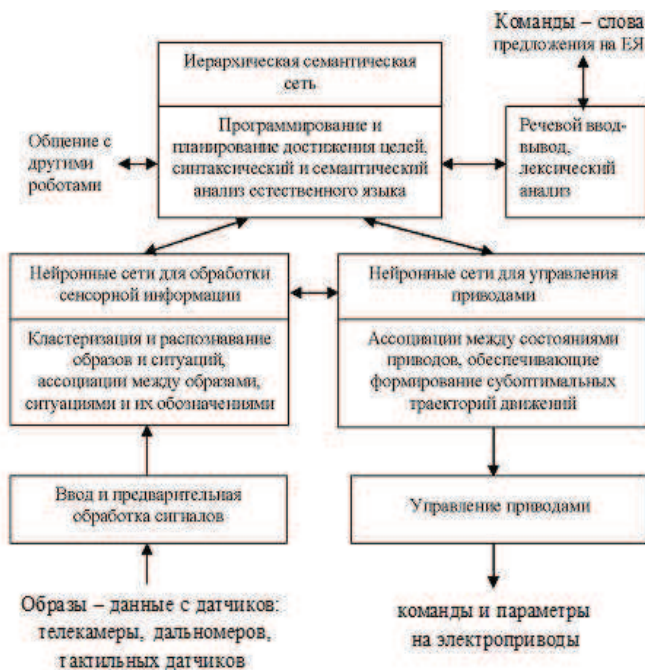 Команды – слова
предложения на ЕЯ
Иерархическая семантическая
сеть
Программирование и
планирование достижения целей,
синтаксический и семантический
анализ естественного языка
Общение с
другими
роботами
Речевой ввод-
вывод,
лексический
анализ
Нейронные сети для обработки
сенсорной информации
Кластеризация и распознавание
образов и ситуаций,
ассоциации между образами,
ситуациями и их обозначениями
Нейронные сети для управления
приводами
Ассоциации между состояниями
приводов, обеспечивающие
формирование субоптимальных
траекторий движений
Ввод и предварительная
обработка сигналов
Управление приводами
Образы – данные с датчиков:
телекамеры, дальномеров,
тактильных датчиков
команды и параметры
на электроприводы